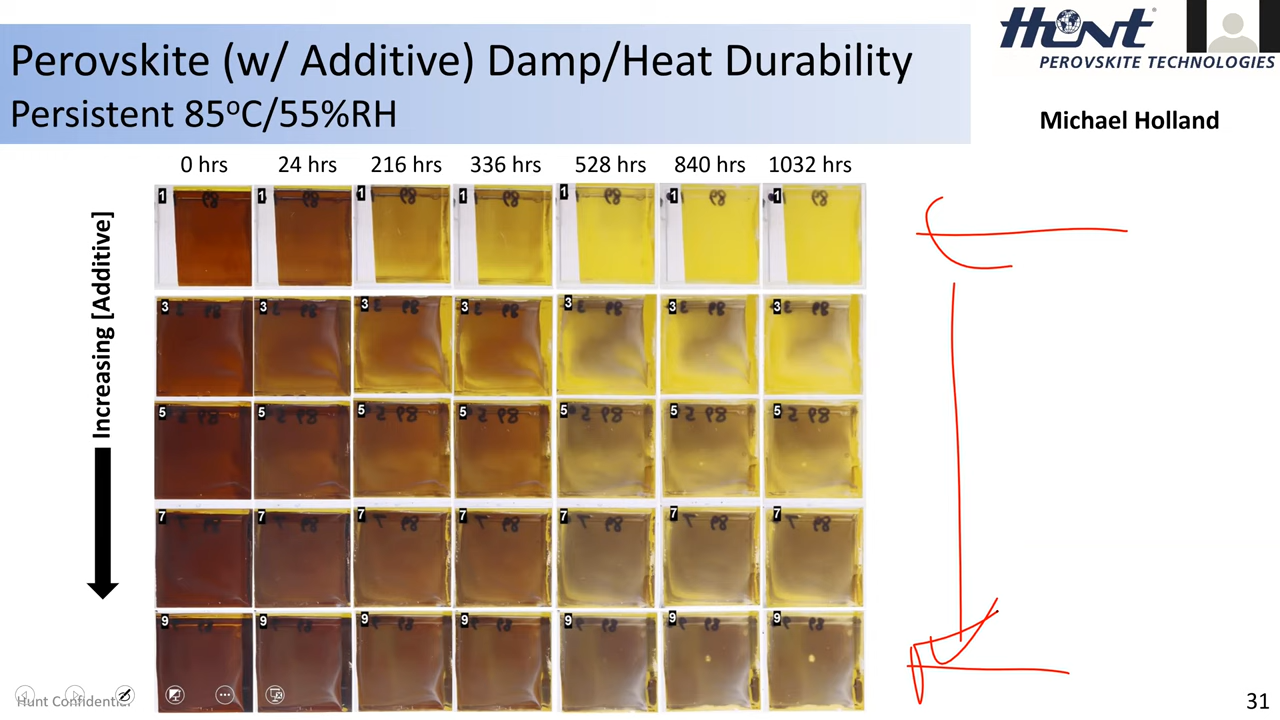 Perovskite (w/ Additive) Damp/Heat Durability
Persistent 85°C/55%RH
Hunt
PEROVSKITE TECHNOLOGIES
Michael Holland
0 hrs 24 hrs 216 hrs 336 hrs 528 hrs 840 hrs 1032 hrs
Increasing [Additive]
1 1 1 1 1 1 1
3 3 3 3 3 3 3
5 5 5 5 5 5 5
7 7 7 7 7 7 7
9 9 9 9 9 9 9
Hunt Confidential
31